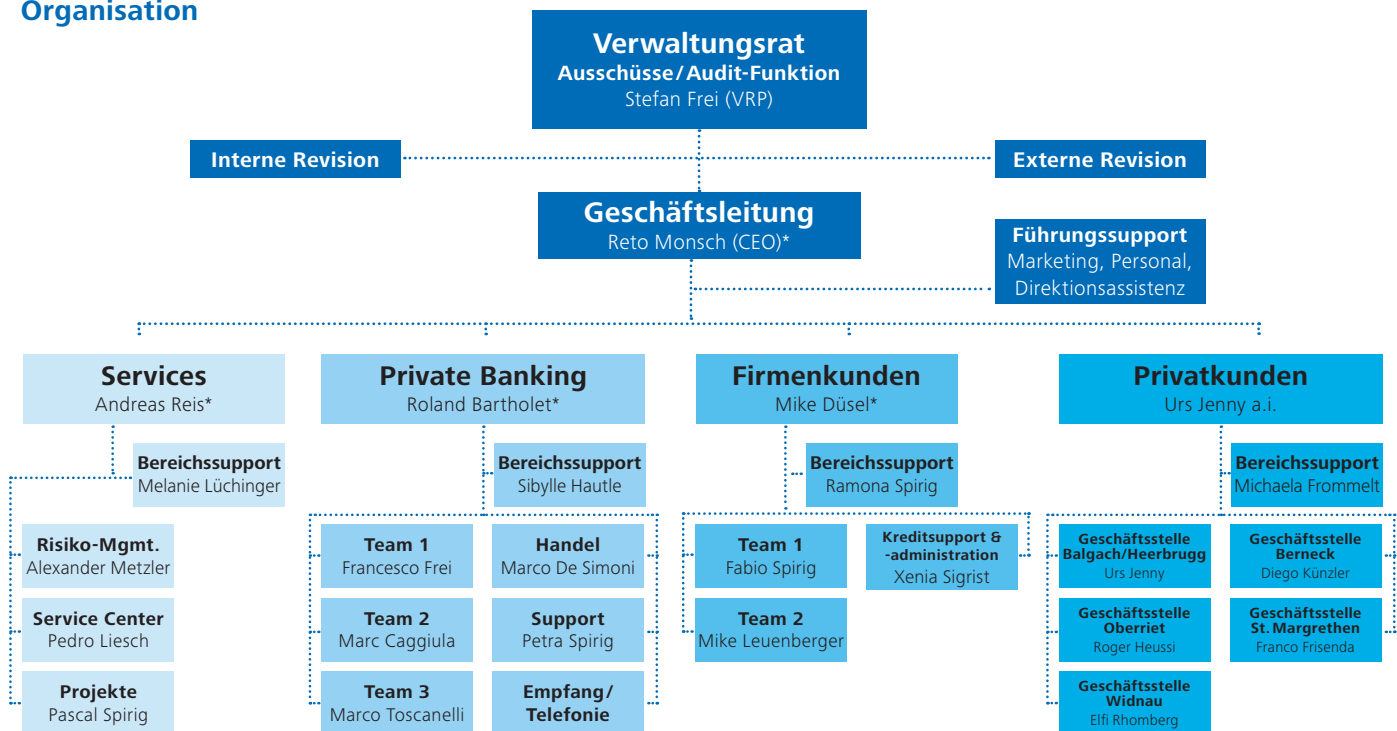 Organisation
Verwaltungsrat
Ausschüsse/Audit-Funktion
Stefan Frei (VRP)
Interne Revision
Externe Revision
Geschäftsleitung
Reto Monsch (CEO)*
Führungssupport
Marketing, Personal,
Direktionsassistenz
Services
Andreas Reis*
Private Banking
Roland Bartholet*
Firmenkunden
Mike Düsel*
Privatkunden
Urs Jenny a.i.
Bereichssupport
Melanie Lüchinger
Bereichssupport
Sibylle Hautle
Bereichssupport
Ramona Spirig
Bereichssupport
Michaela Frommelt
Risiko-Mgmt.
Alexander Metzler
Service Center
Pedro Liesch
Projekte
Pascal Spirig
Team 1
Francesco Frei
Team 2
Marc Caggiula
Team 3
Marco Toscanelli
Handel
Marco De Simoni
Support
Petra Spirig
Empfang/
Telefonie
Team 1
Fabio Spirig
Team 2
Mike Leuenberger
Kreditsupport &
-administration
Xenia Sigrist
Geschäftsstelle
Balgach/Heerbrugg
Urs Jenny
Geschäftsstelle
Oberriet
Roger Heussi
Geschäftsstelle
Widnau
Elfi Rhomberg
Geschäftsstelle
Berneck
Diego Künzler
Geschäftsstelle
St. Margrethen
Franco Frisenda